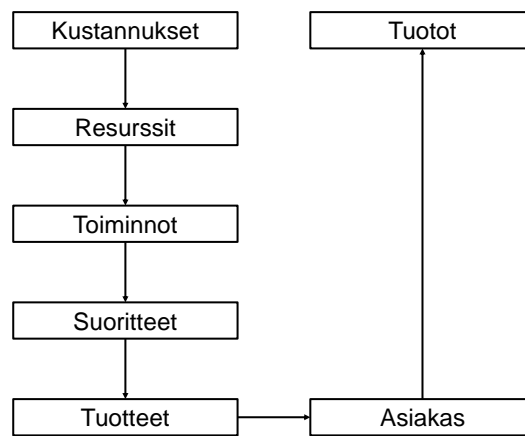 Kustannukset
Tuotot
Resurssit
Toiminnot
Suoritteet
Tuotteet
Asiakas